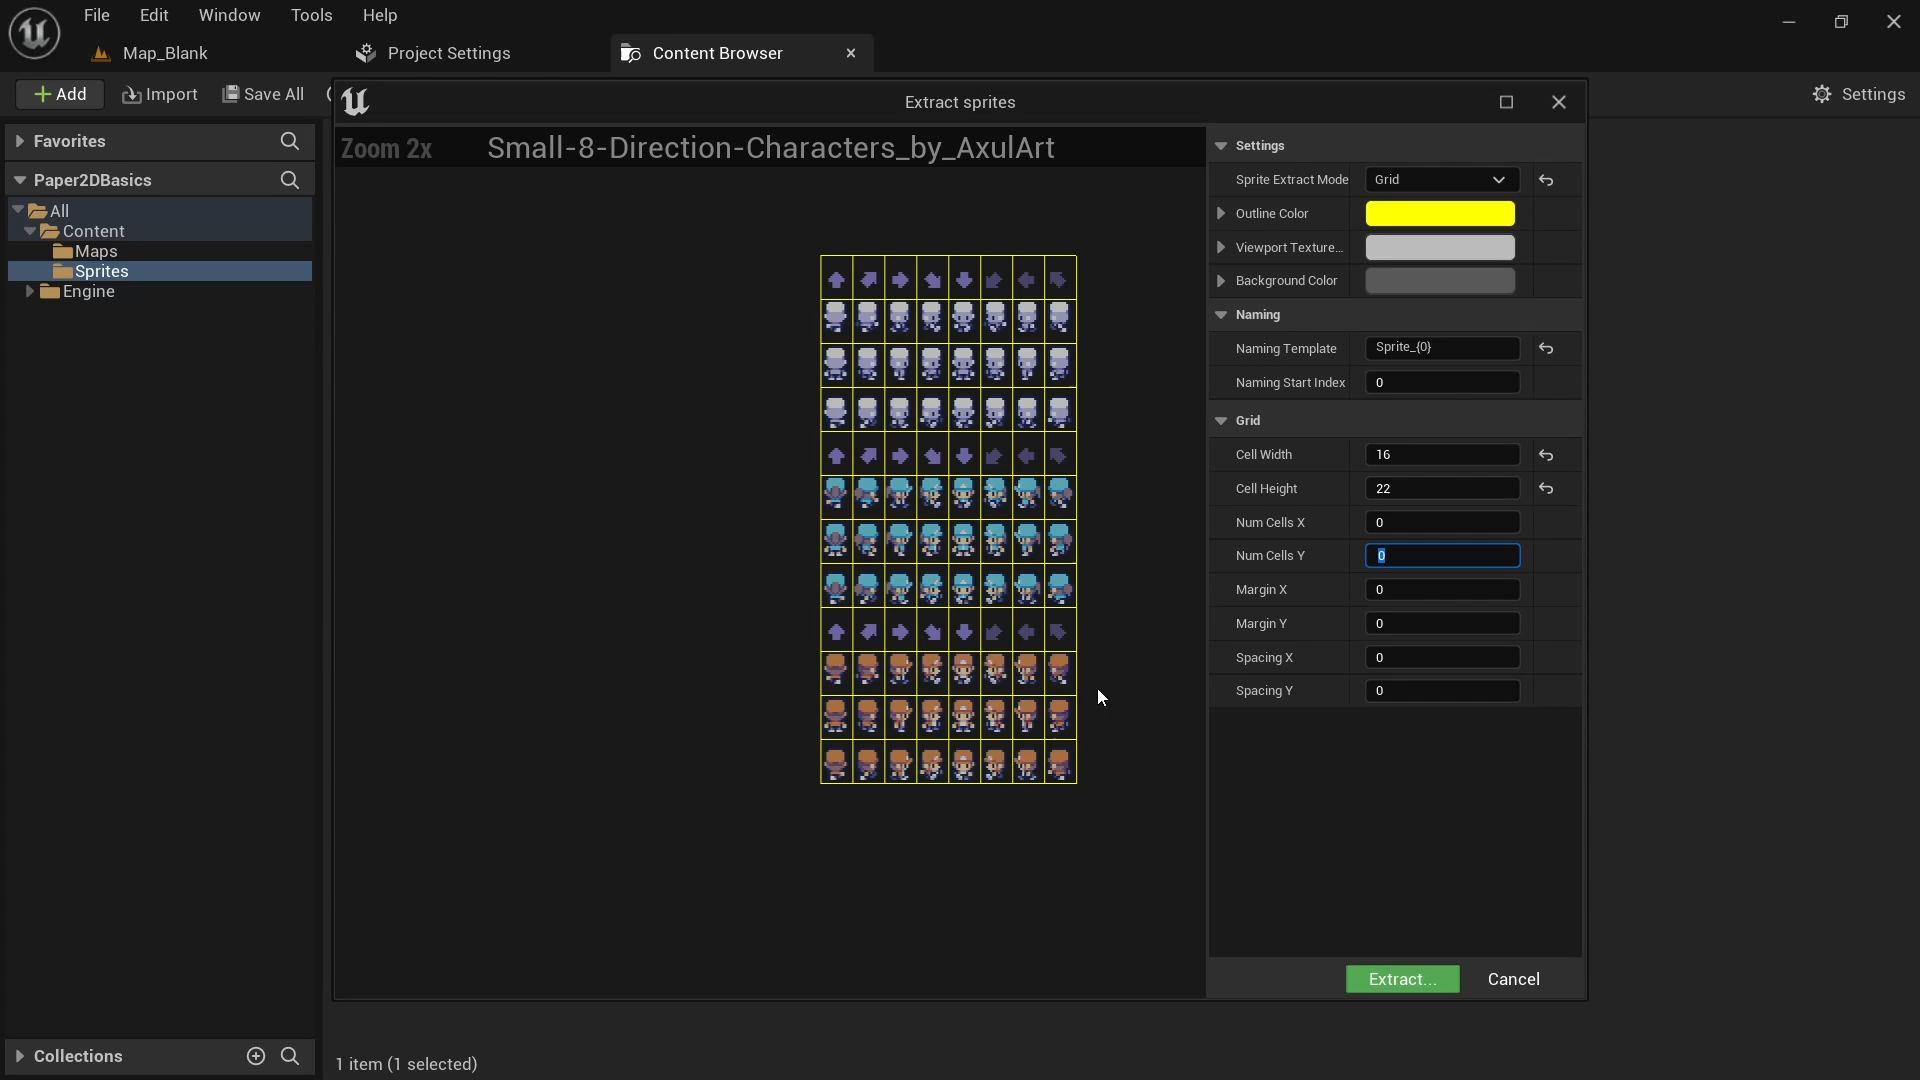 File Edit Window Tools Help
Map_Blank Project Settings Content Browser
Add Import Save All Settings
Extract sprites
Favorites
Paper2DBasics
All
Content
Maps
Sprites
Engine
Zoom 2x Small-8-Direction-Characters_by_AxulArt
Settings
Sprite Extract Mode Grid
Outline Color
Viewport Texture...
Background Color
Naming
Naming Template Sprite_{0}
Naming Start Index 0
Grid
Cell Width 16
Cell Height 22
Num Cells X 0
Num Cells Y 0
Margin X 0
Margin Y 0
Spacing X 0
Spacing Y 0
Extract... Cancel
Collections
1 item (1 selected)